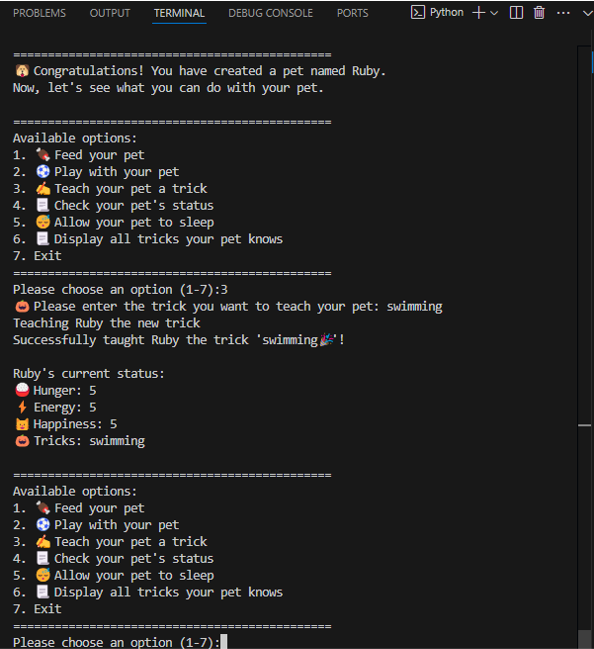 PROBLEMS OUTPUT TERMINAL DEBUG CONSOLE PORTS Python
==============================================
🐶 Congratulations! You have created a pet named Ruby.
Now, let's see what you can do with your pet.
==============================================
Available options:
1. 🍗 Feed your pet
2. ⚽ Play with your pet
3. ✍ Teach your pet a trick
4. 📃 Check your pet's status
5. 😴 Allow your pet to sleep
6. 📃 Display all tricks your pet knows
7. Exit
==============================================
Please choose an option (1-7):3
🎃 Please enter the trick you want to teach your pet: swimming
Teaching Ruby the new trick
Successfully taught Ruby the trick 'swimming🎉'!
Ruby's current status:
🍚 Hunger: 5
⚡ Energy: 5
😺 Happiness: 5
🎃 Tricks: swimming
==============================================
Available options:
1. 🍗 Feed your pet
2. ⚽ Play with your pet
3. ✍ Teach your pet a trick
4. 📃 Check your pet's status
5. 😴 Allow your pet to sleep
6. 📃 Display all tricks your pet knows
7. Exit
==============================================
Please choose an option (1-7):